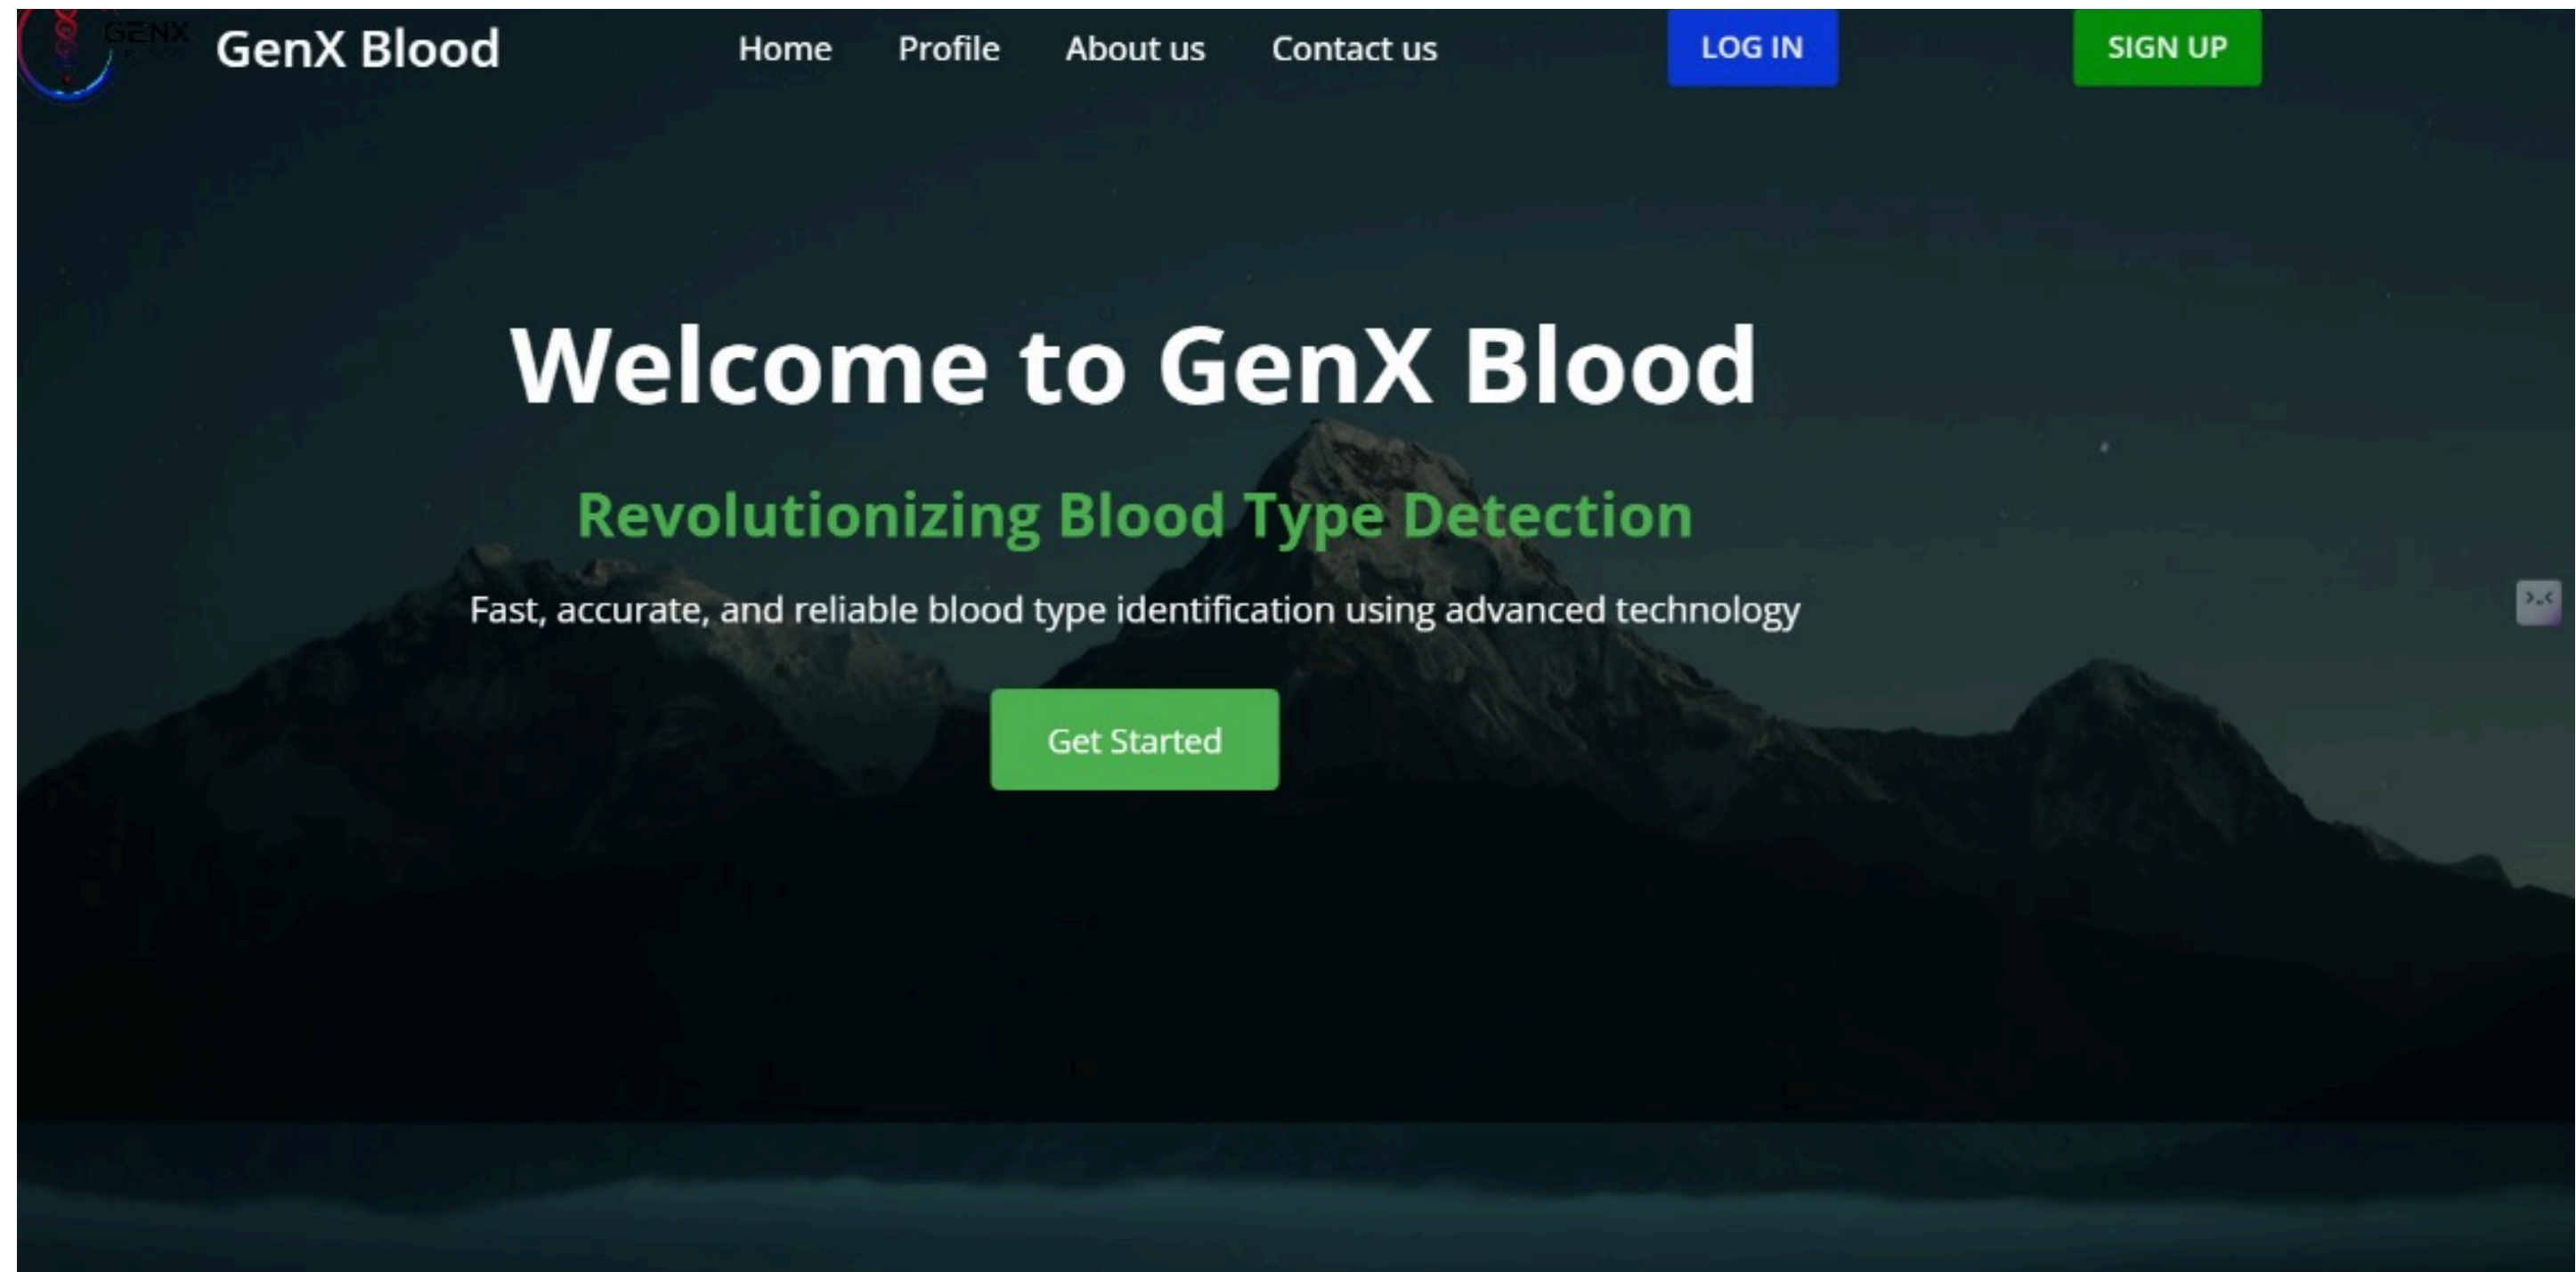 GENX
GenX Blood
Home Profile About us Contact us
LOG IN
SIGN UP
Welcome to GenX Blood
Revolutionizing Blood Type Detection
Fast, accurate, and reliable blood type identification using advanced technology
Get Started